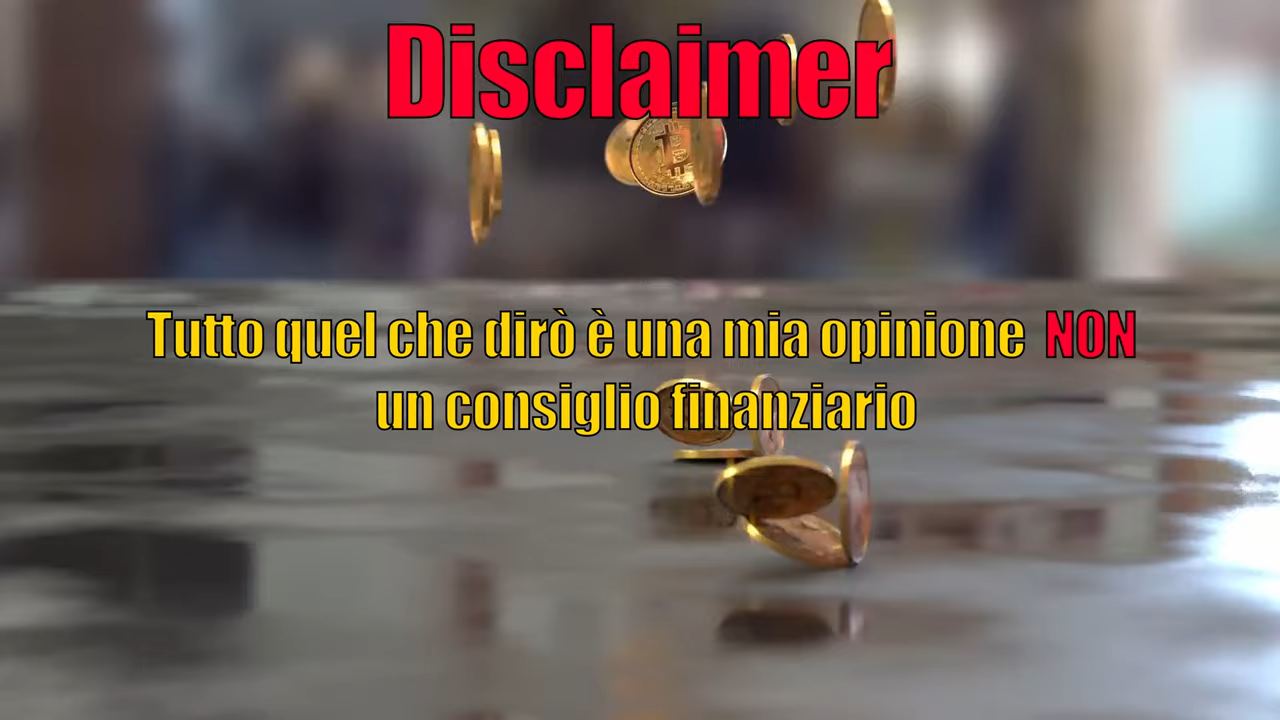 Disclaimer
Tutto quel che dirò è una mia opinione NON
un consiglio finanziario